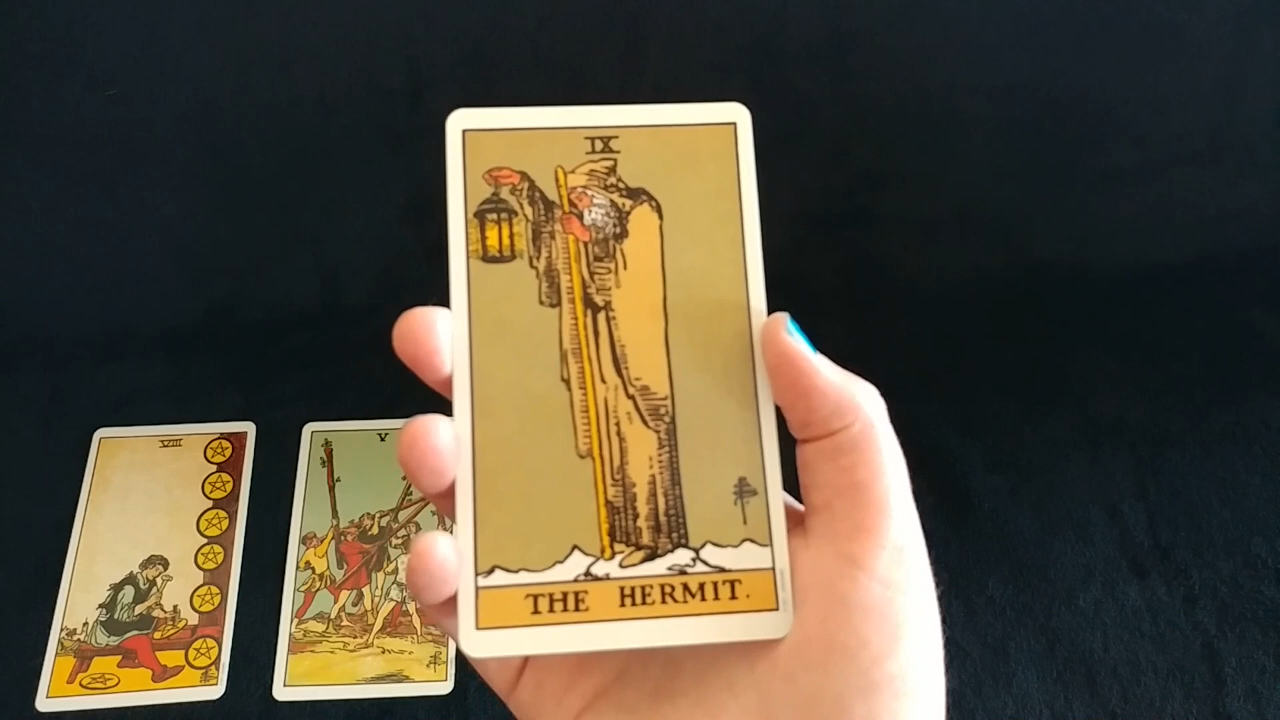 IX
THE HERMIT.
VIII
V